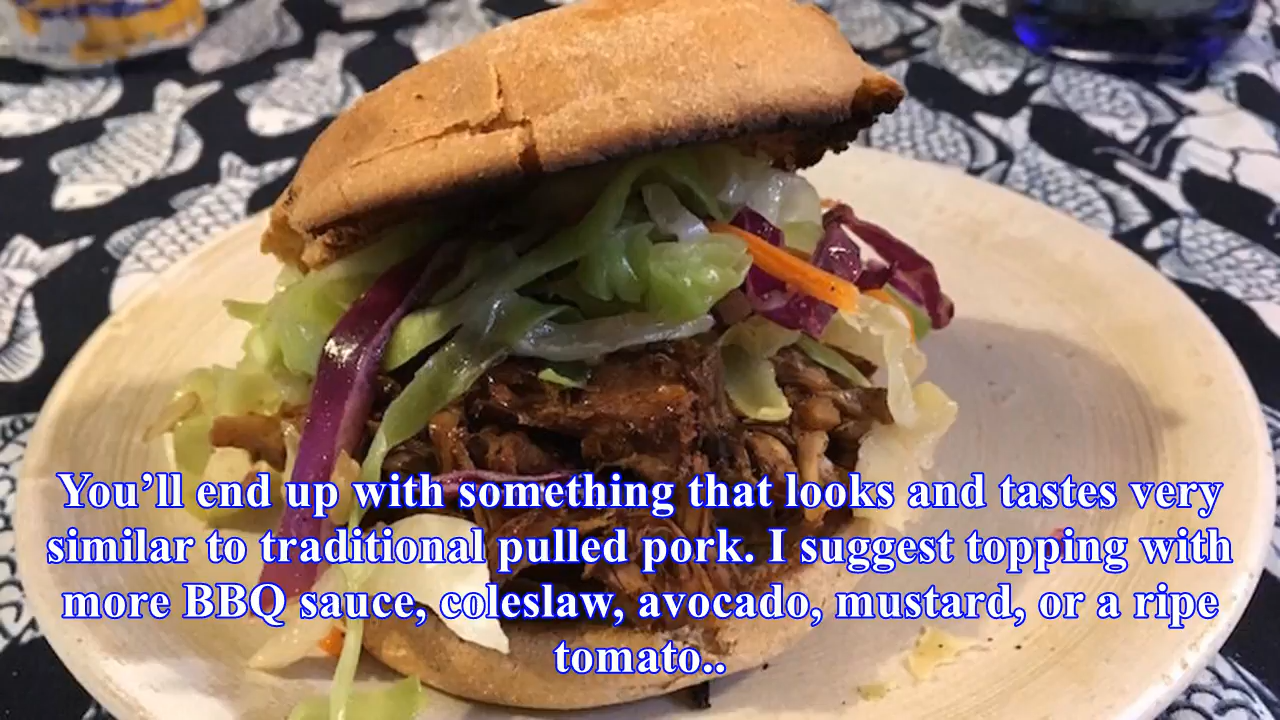 You’ll end up with something that looks and tastes very
similar to traditional pulled pork. I suggest topping with
more BBQ sauce, coleslaw, avocado, mustard, or a ripe
tomato..